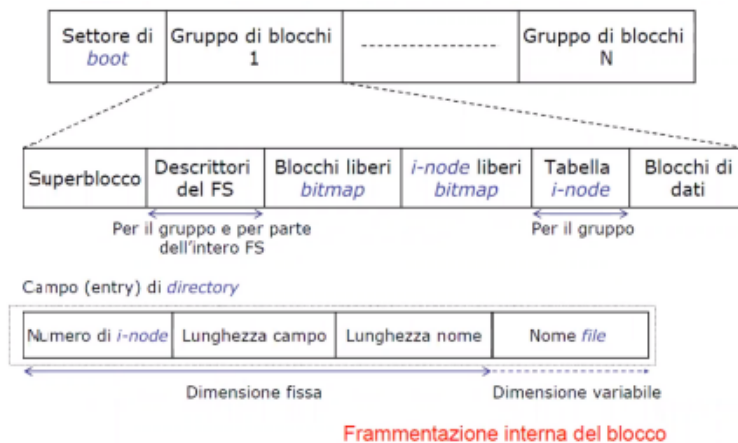 Settore di boot
Gruppo di blocchi 1
Gruppo di blocchi N
Superblocco
Descrittori del FS
Blocchi liberi bitmap
i-node liberi bitmap
Tabella i-node
Blocchi di dati
Per il gruppo e per parte dell'intero FS
Per il gruppo
Campo (entry) di directory
Numero di i-node
Lunghezza campo
Lunghezza nome
Nome file
Dimensione fissa
Dimensione variabile
Frammentazione interna del blocco